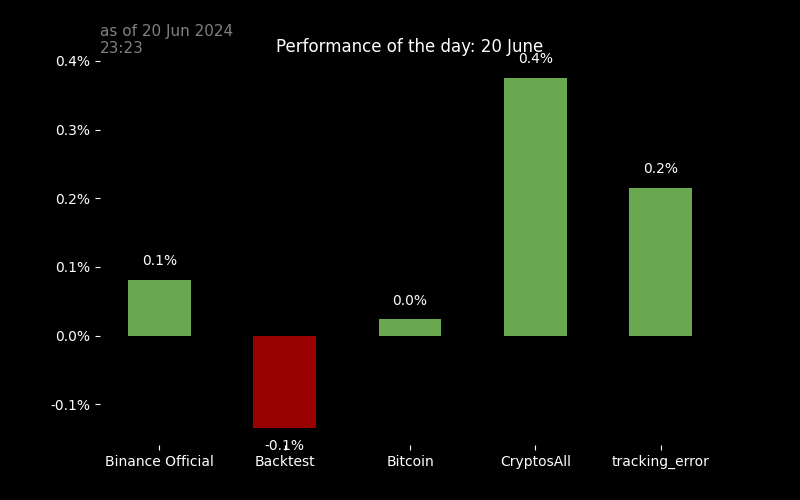 as of 20 Jun 2024
23:23
Performance of the day: 20 June
0.4%
0.4%
0.3%
0.2%
0.2%
0.1%
0.1%
0.0%
0.0%
-0.1%
-0.1%
Binance Official
Backtest
Bitcoin
CryptosAll
tracking_error